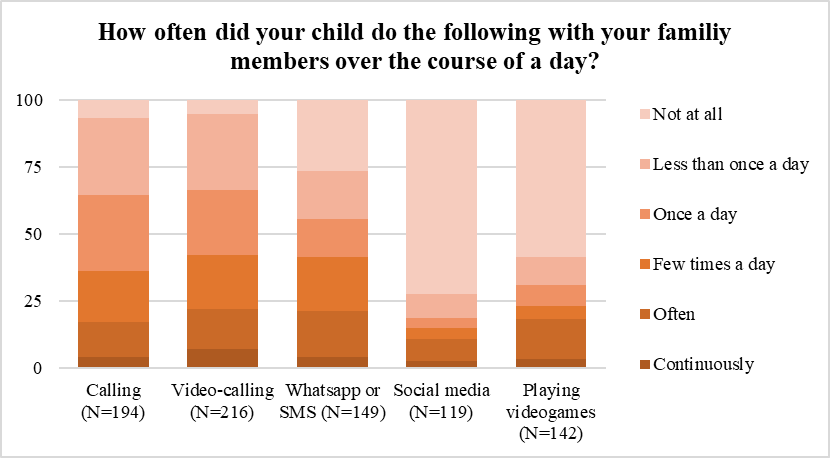 How often did your child do the following with your familiy
members over the course of a day?
100
75
50
25
0
Calling
(N=194)
Video-calling
(N=216)
Whatsapp or
SMS (N=149)
Social media
(N=119)
Playing
videogames
(N=142)
Not at all
Less than once a day
Once a day
Few times a day
Often
Continuously